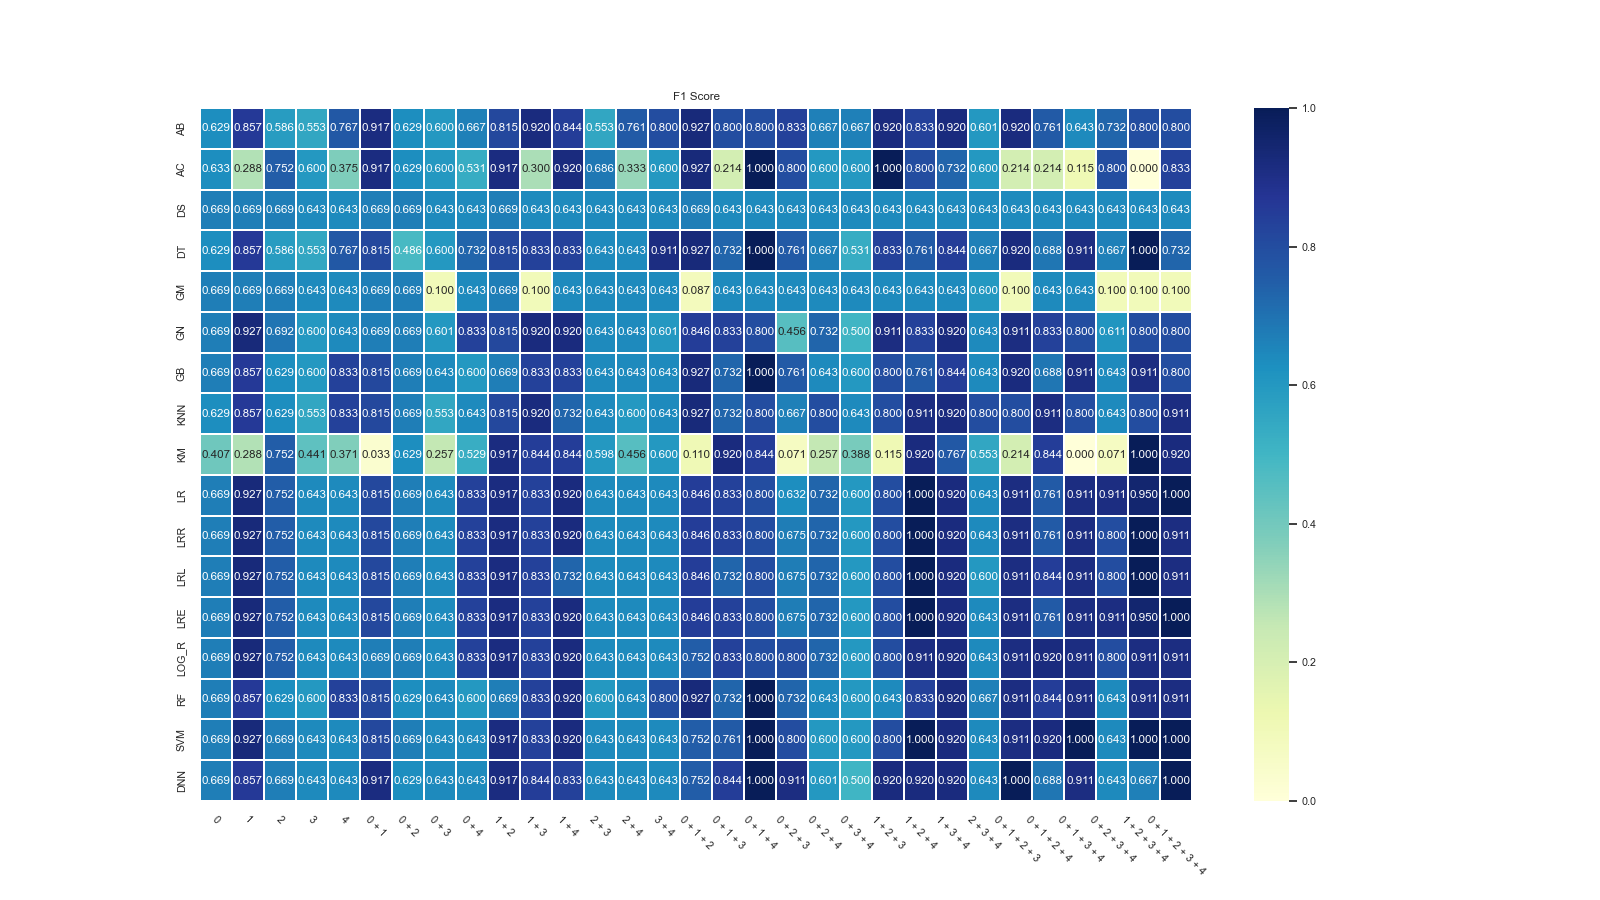 F1 Score
AB 0.629 0.857 0.586 0.553 0.767 0.917 0.629 0.600 0.667 0.815 0.920 0.844 0.553 0.761 0.800 0.927 0.800 0.800 0.833 0.667 0.667 0.920 0.833 0.920 0.601 0.920 0.761 0.643 0.732 0.800 0.800
AC 0.633 0.288 0.752 0.600 0.375 0.917 0.629 0.600 0.531 0.917 0.300 0.920 0.686 0.333 0.600 0.927 0.214 1.000 0.800 0.600 0.600 1.000 0.800 0.732 0.600 0.214 0.214 0.115 0.800 0.000 0.833
DS 0.669 0.669 0.669 0.643 0.643 0.669 0.669 0.643 0.643 0.669 0.643 0.643 0.643 0.643 0.643 0.669 0.643 0.643 0.643 0.643 0.643 0.643 0.643 0.643 0.643 0.643 0.643 0.643 0.643 0.643 0.643
DT 0.629 0.857 0.586 0.553 0.767 0.815 0.486 0.600 0.732 0.815 0.833 0.833 0.643 0.643 0.911 0.927 0.732 1.000 0.761 0.667 0.531 0.833 0.761 0.844 0.667 0.920 0.688 0.911 0.667 1.000 0.732
GM 0.669 0.669 0.669 0.643 0.643 0.669 0.669 0.100 0.643 0.669 0.100 0.643 0.643 0.643 0.643 0.087 0.643 0.643 0.643 0.643 0.643 0.643 0.643 0.643 0.600 0.100 0.643 0.643 0.100 0.100 0.100
GN 0.669 0.927 0.692 0.600 0.643 0.669 0.669 0.601 0.833 0.815 0.920 0.920 0.643 0.643 0.601 0.846 0.833 0.800 0.456 0.732 0.500 0.911 0.833 0.920 0.643 0.911 0.833 0.800 0.611 0.800 0.800
GB 0.669 0.857 0.629 0.600 0.833 0.815 0.669 0.643 0.600 0.669 0.833 0.833 0.643 0.643 0.643 0.927 0.732 1.000 0.761 0.643 0.600 0.800 0.761 0.844 0.643 0.920 0.688 0.911 0.643 0.911 0.800
KNN 0.629 0.857 0.629 0.553 0.833 0.815 0.669 0.553 0.643 0.815 0.920 0.732 0.643 0.600 0.643 0.927 0.732 0.800 0.667 0.800 0.643 0.800 0.911 0.920 0.800 0.800 0.911 0.800 0.643 0.800 0.911
KM 0.407 0.288 0.752 0.441 0.371 0.033 0.629 0.257 0.529 0.917 0.844 0.844 0.598 0.456 0.600 0.110 0.920 0.844 0.071 0.257 0.388 0.115 0.920 0.767 0.553 0.214 0.844 0.000 0.071 1.000 0.920
LR 0.669 0.927 0.752 0.643 0.643 0.815 0.669 0.643 0.833 0.917 0.833 0.920 0.643 0.643 0.643 0.846 0.833 0.800 0.632 0.732 0.600 0.800 1.000 0.920 0.643 0.911 0.761 0.911 0.911 0.950 1.000
LRR 0.669 0.927 0.752 0.643 0.643 0.815 0.669 0.643 0.833 0.917 0.833 0.920 0.643 0.643 0.643 0.846 0.833 0.800 0.675 0.732 0.600 0.800 1.000 0.920 0.643 0.911 0.761 0.911 0.800 1.000 0.911
LRL 0.669 0.927 0.752 0.643 0.643 0.815 0.669 0.643 0.833 0.917 0.833 0.732 0.643 0.643 0.643 0.846 0.732 0.800 0.675 0.732 0.600 0.800 1.000 0.920 0.600 0.911 0.844 0.911 0.800 1.000 0.911
LRE 0.669 0.927 0.752 0.643 0.643 0.815 0.669 0.643 0.833 0.917 0.833 0.920 0.643 0.643 0.643 0.846 0.833 0.800 0.675 0.732 0.600 0.800 1.000 0.920 0.643 0.911 0.761 0.911 0.911 0.950 1.000
LOG_R 0.669 0.927 0.752 0.643 0.643 0.669 0.669 0.643 0.833 0.917 0.833 0.920 0.643 0.643 0.643 0.752 0.833 0.800 0.800 0.732 0.600 0.800 0.911 0.920 0.643 0.911 0.920 0.911 0.800 0.911 0.911
RF 0.669 0.857 0.629 0.600 0.833 0.815 0.629 0.643 0.600 0.669 0.833 0.920 0.600 0.643 0.800 0.927 0.732 1.000 0.732 0.643 0.600 0.643 0.833 0.920 0.667 0.911 0.844 0.911 0.643 0.911 0.911
SVM 0.669 0.927 0.669 0.643 0.643 0.815 0.669 0.643 0.643 0.917 0.833 0.920 0.643 0.643 0.643 0.752 0.761 1.000 0.800 0.600 0.600 0.800 1.000 0.920 0.643 0.911 0.920 1.000 0.643 1.000 1.000
DNN 0.669 0.857 0.669 0.643 0.643 0.917 0.629 0.643 0.643 0.917 0.844 0.833 0.643 0.643 0.643 0.752 0.844 1.000 0.911 0.601 0.500 0.920 0.920 0.920 0.643 1.000 0.688 0.911 0.643 0.667 1.000
0 1 2 3 4 0 + 1 0 + 2 0 + 3 0 + 4 1 + 2 1 + 3 1 + 4 2 + 3 2 + 4 3 + 4 0 + 1 + 2 0 + 1 + 3 0 + 1 + 4 0 + 2 + 3 0 + 2 + 4 0 + 3 + 4 1 + 2 + 3 1 + 2 + 4 1 + 3 + 4 2 + 3 + 4 0 + 1 + 2 + 3 0 + 1 + 2 + 4 0 + 1 + 3 + 4 0 + 2 + 3 + 4 1 + 2 + 3 + 4 0 + 1 + 2 + 3 + 4
1.0
0.8
0.6
0.4
0.2
0.0